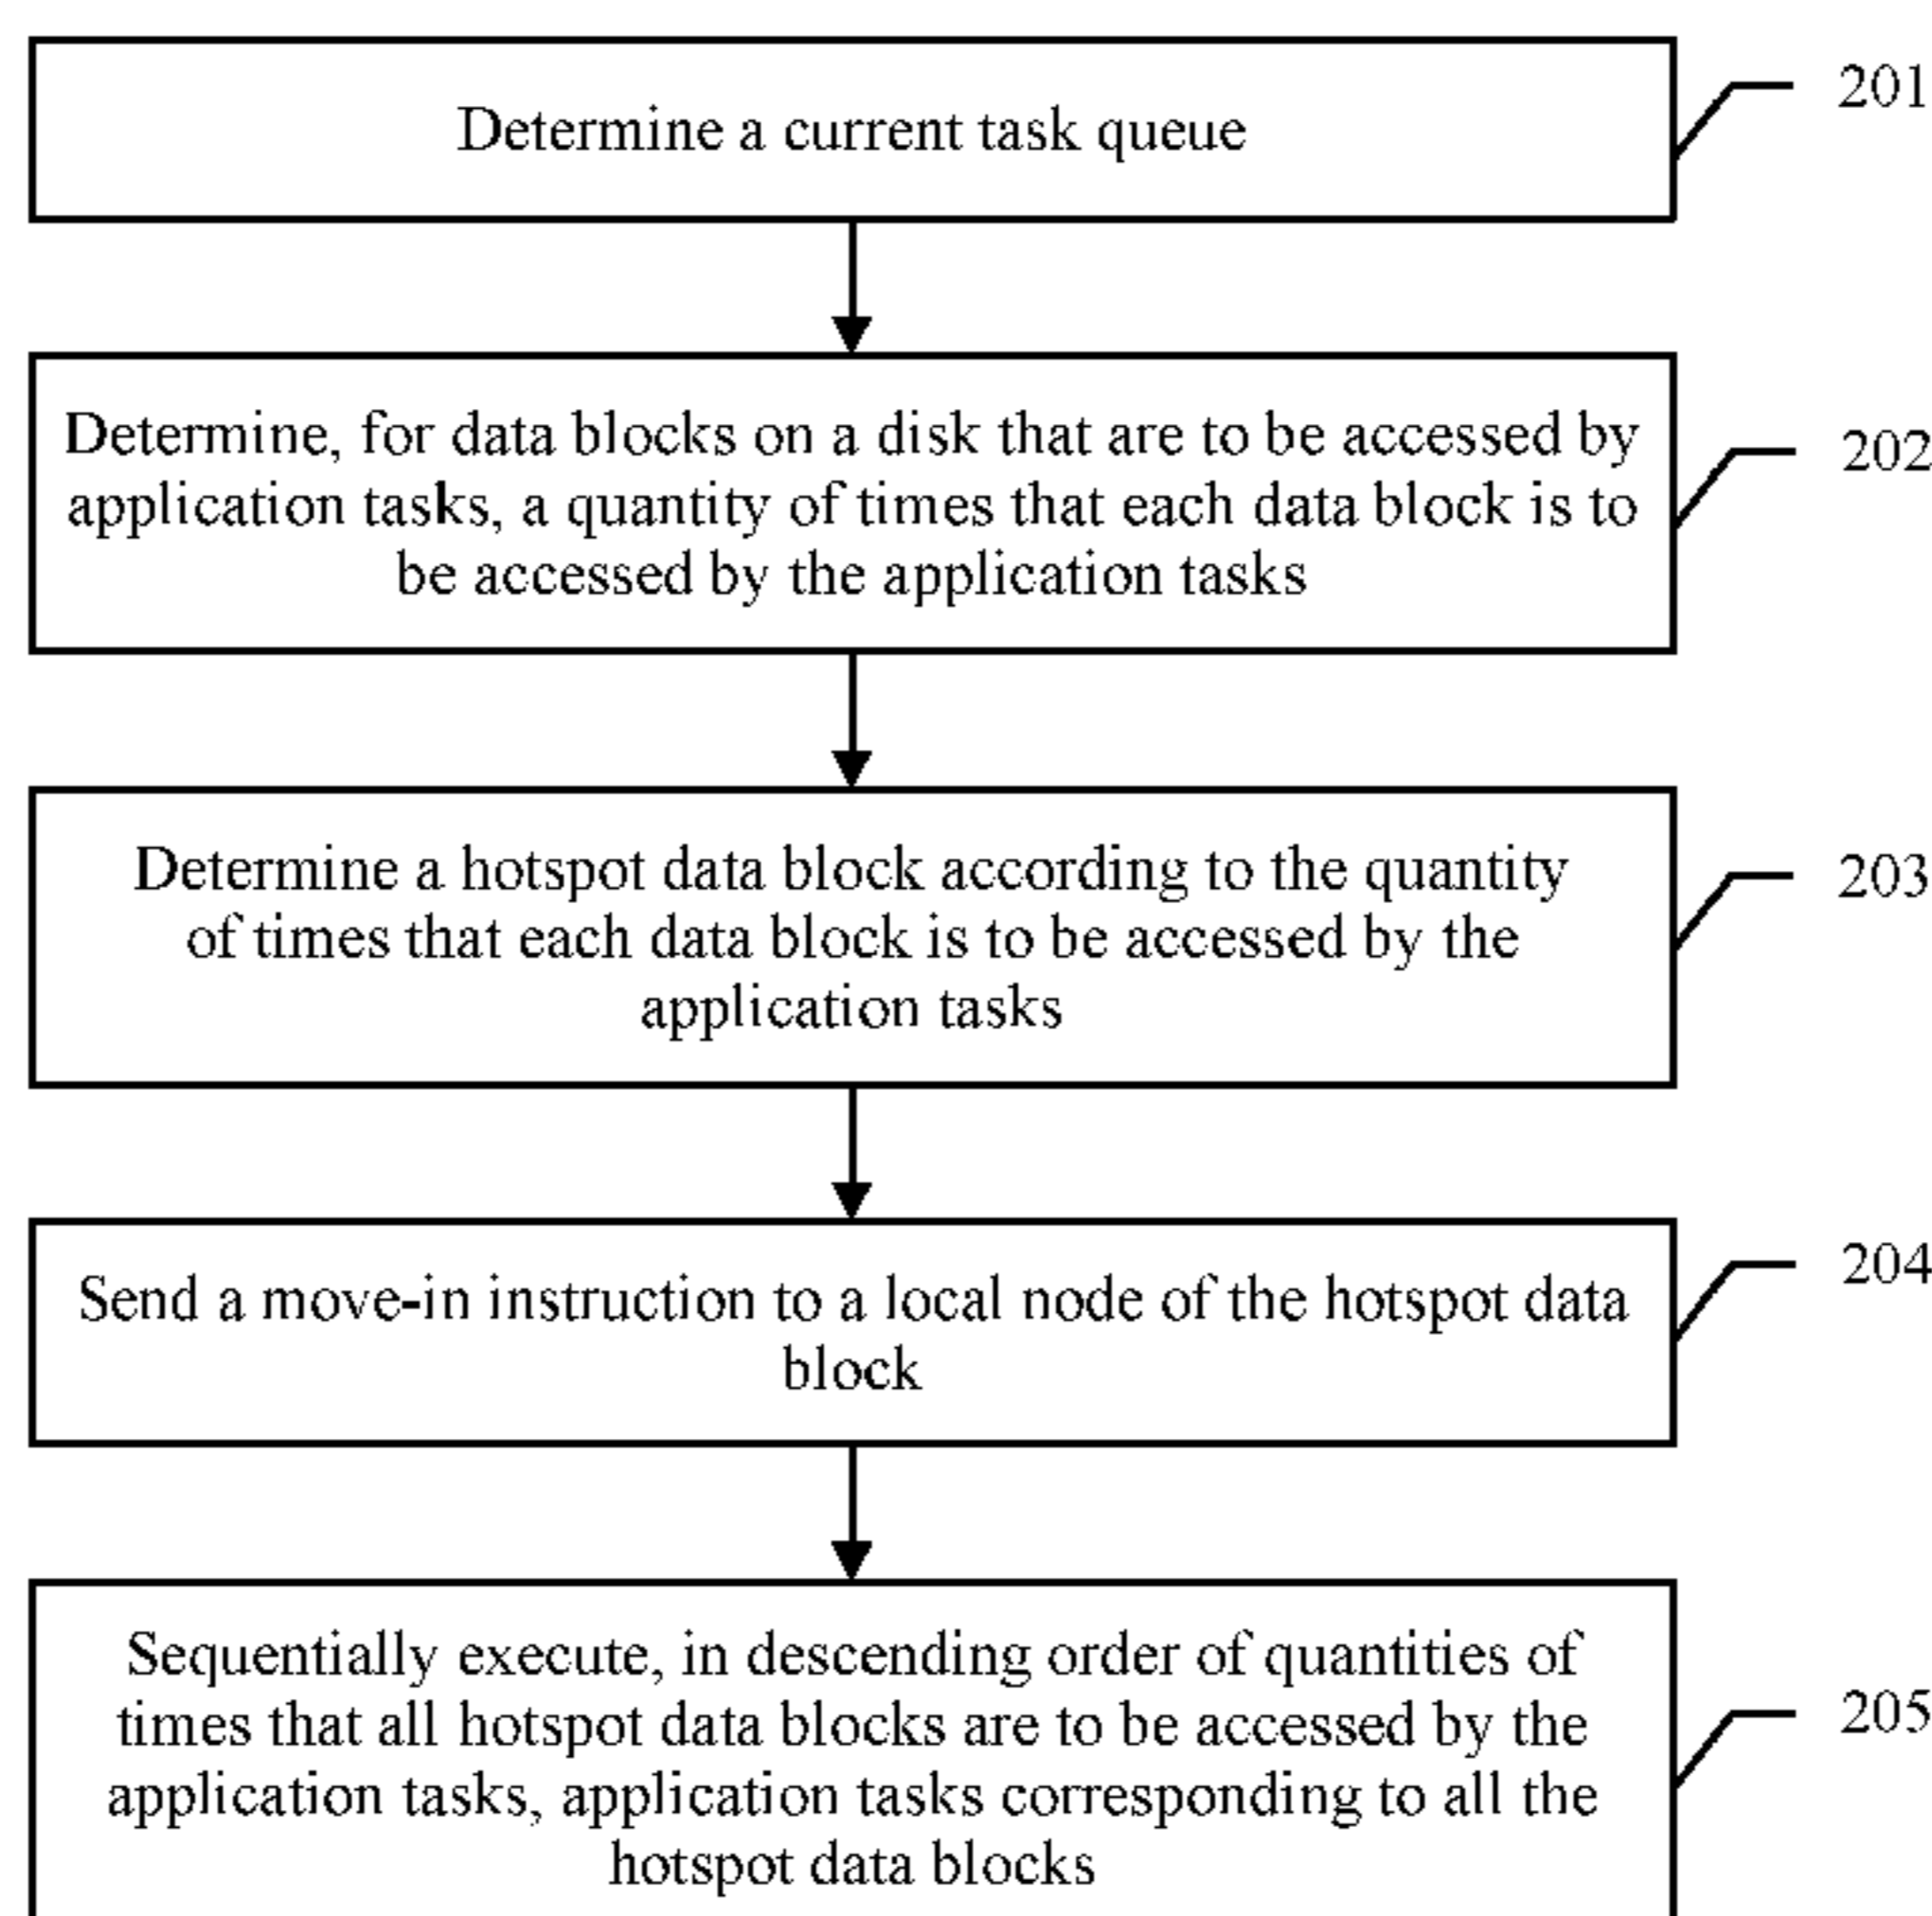 Determine a current task queue
201
Determine, for data blocks on a disk that are to be accessed by
application tasks, a quantity of times that each data block is to
be accessed by the application tasks
202
Determine a hotspot data block according to the quantity
of times that each data block is to be accessed by the
application tasks
203
Send a move-in instruction to a local node of the hotspot data
block
204
Sequentially execute, in descending order of quantities of
times that all hotspot data blocks are to be accessed by the
application tasks, application tasks corresponding to all the
hotspot data blocks
205